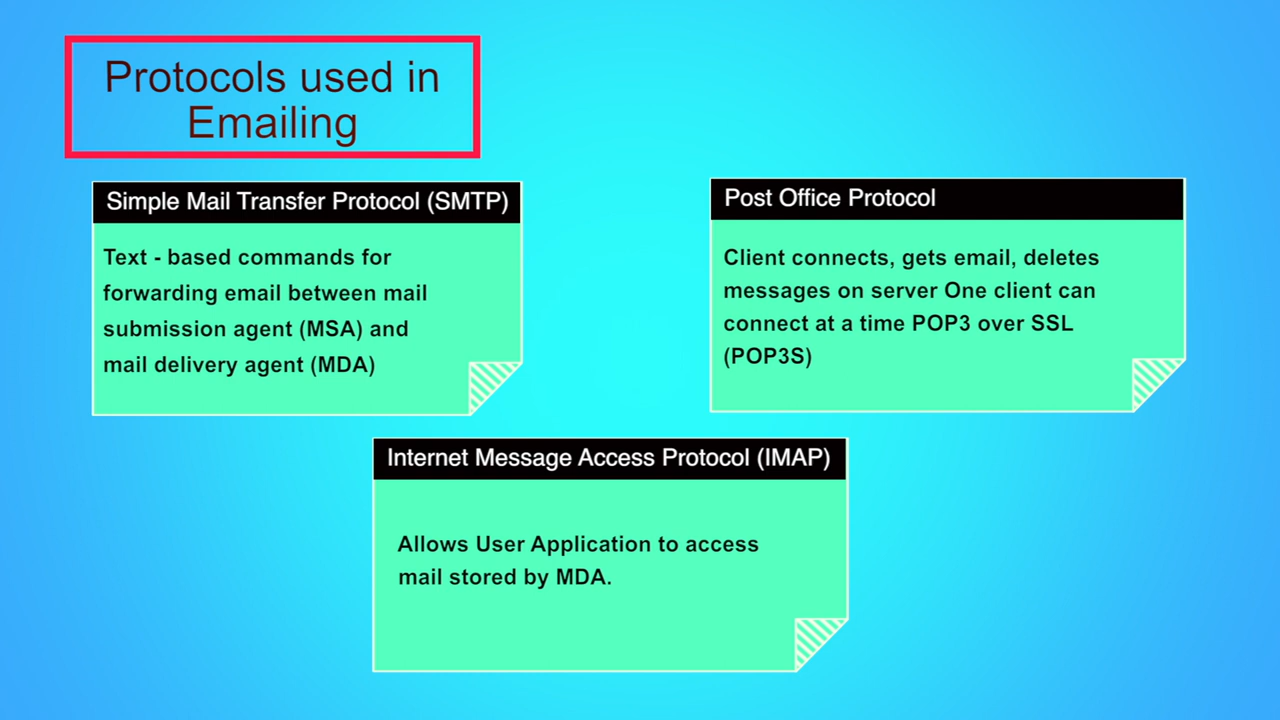 Protocols used in
Emailing
Simple Mail Transfer Protocol (SMTP)
Text - based commands for
forwarding email between mail
submission agent (MSA) and
mail delivery agent (MDA)
Post Office Protocol
Client connects, gets email, deletes
messages on server One client can
connect at a time POP3 over SSL
(POP3S)
Internet Message Access Protocol (IMAP)
Allows User Application to access
mail stored by MDA.